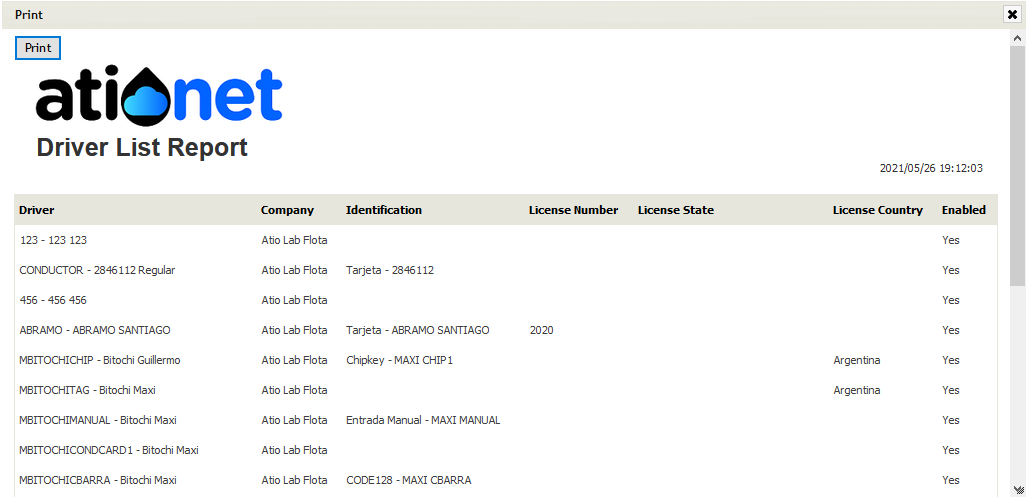 Print
Print
ationet
Driver List Report
2021/05/26 19:12:03
Driver Company Identification License Number License State License Country Enabled
123 - 123 123 Atio Lab Flota Yes
CONDUCTOR - 2846112 Regular Atio Lab Flota Tarjeta - 2846112 Yes
456 - 456 456 Atio Lab Flota Yes
ABRAMO - ABRAMO SANTIAGO Atio Lab Flota Tarjeta - ABRAMO SANTIAGO 2020 Yes
MBITOCHICHIP - Bitochi Guillermo Atio Lab Flota Chipkey - MAXI CHIP1 Argentina Yes
MBITOCHITAG - Bitochi Maxi Atio Lab Flota Argentina Yes
MBITOCHIMANUAL - Bitochi Maxi Atio Lab Flota Entrada Manual - MAXI MANUAL Yes
MBITOCHICONDCARD1 - Bitochi Maxi Atio Lab Flota Yes
MBITOCHICBARRA - Bitochi Maxi Atio Lab Flota CODE128 - MAXI CBARRA Yes